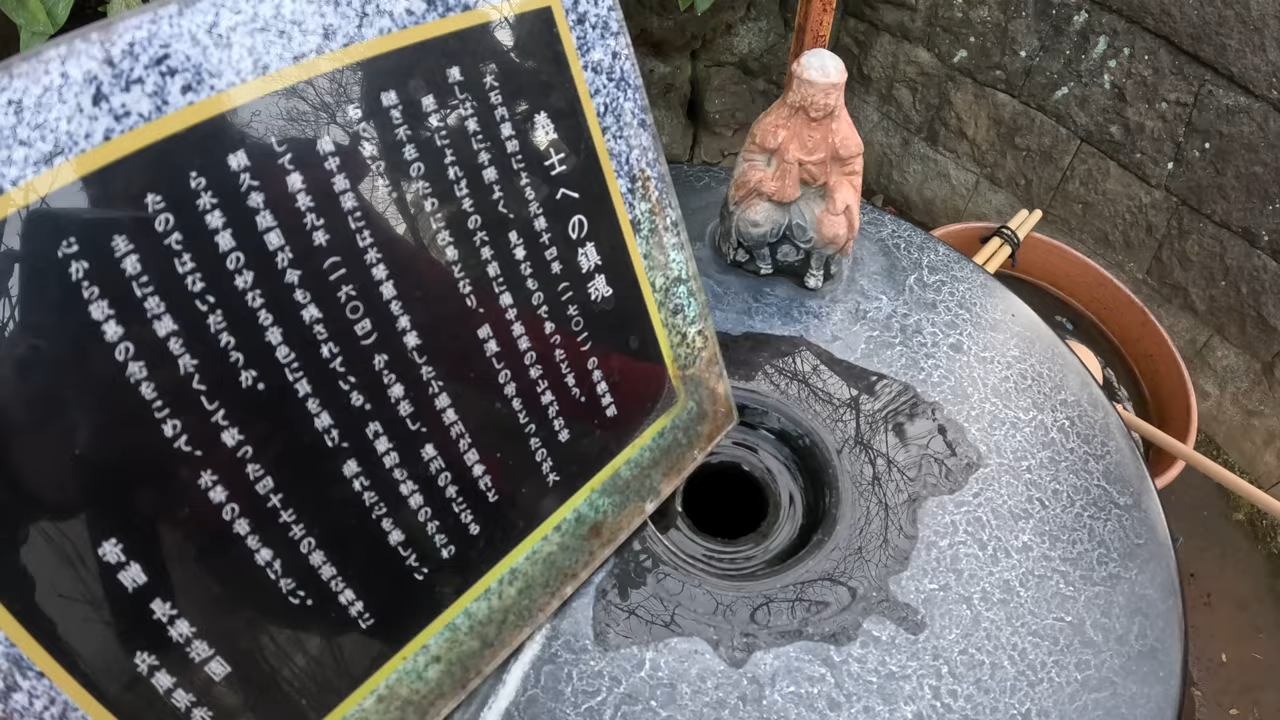 義士への鎮魂
大石内蔵助による元禄十四年(一七〇一)の赤穂城明
渡しは実に手際よく、見事なものであったと言う。
歴史によればその六年前に備中高梁の松山城がお世
継ぎ不在のために改易となり、明渡しの労をとったのが大
石で、あった
備中高梁には水琴窟を考案した小堀遠州が国奉行と
して慶長九年(一六〇四)から滞在し、遠州の手になる
頼久寺庭園が今も残されている。内蔵助も執務のかたわ
ら水琴窟の妙なる音色に耳を傾け、疲れた心を癒してい
たのではないだろうか。
主君に忠誠を尽くして散った四十七士の
心から敬慕の念をこめて、水琴の音を捧げたい。
寄贈 長棟造園
兵庫県赤